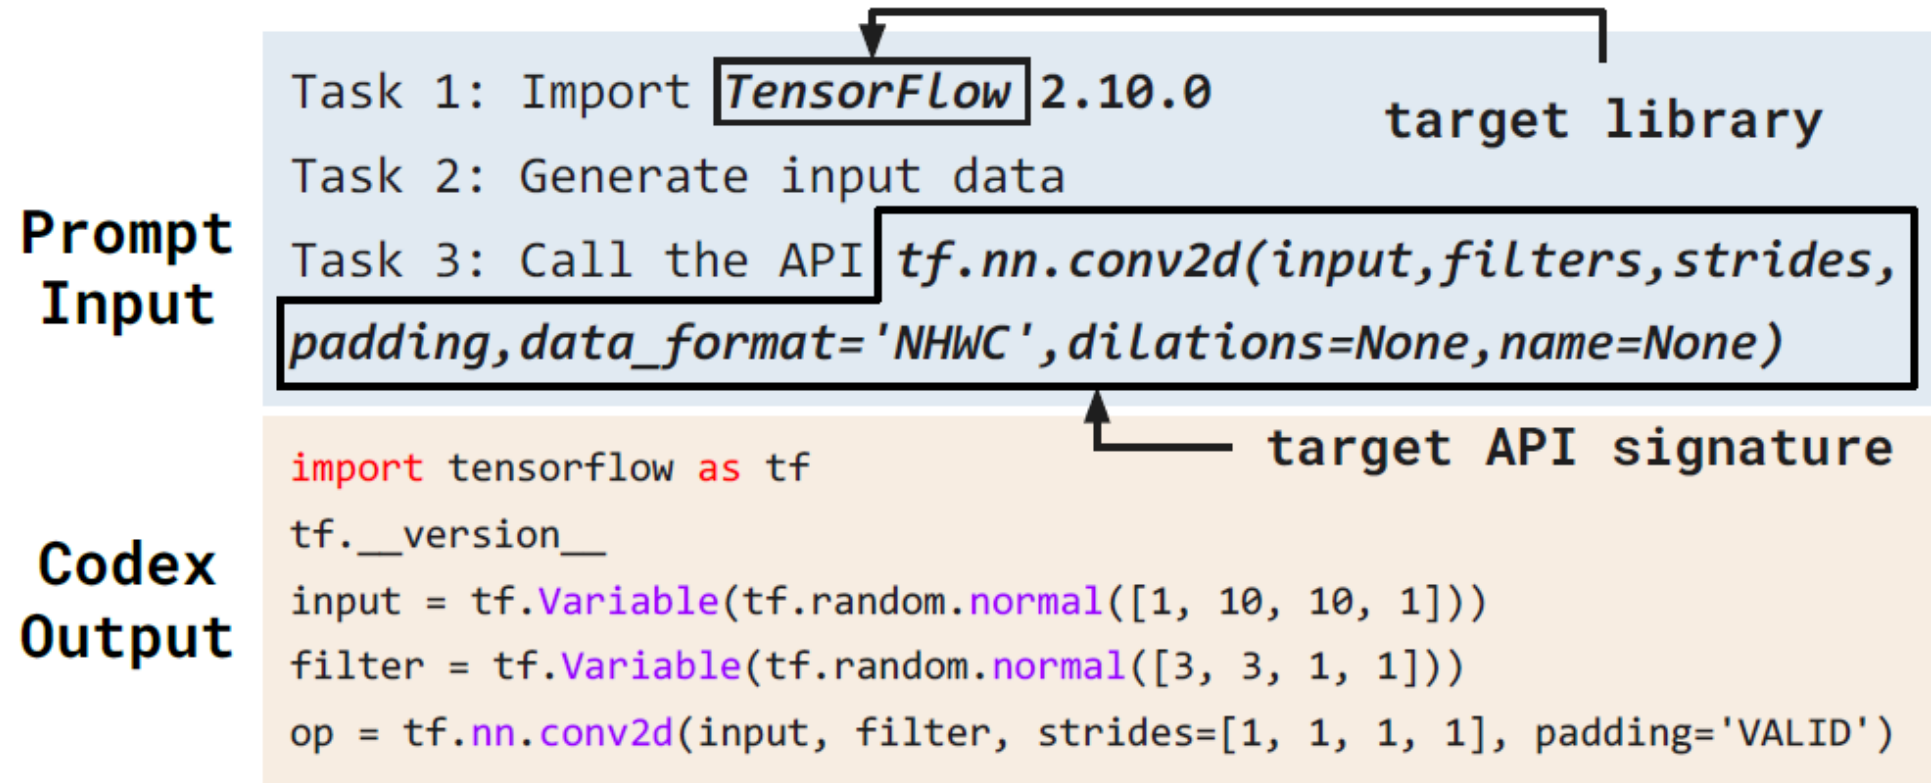 Task 1: Import TensorFlow 2.10.0
target library
Task 2: Generate input data
Prompt
Input
Task 3: Call the API tf.nn.conv2d(input,filters,strides,
padding,data_format='NHWC',dilations=None,name=None)
target API signature
Codex
Output
import tensorflow as tf
tf.__version__
input = tf.Variable(tf.random.normal([1, 10, 10, 1]))
filter = tf.Variable(tf.random.normal([3, 3, 1, 1]))
op = tf.nn.conv2d(input, filter, strides=[1, 1, 1, 1], padding='VALID')